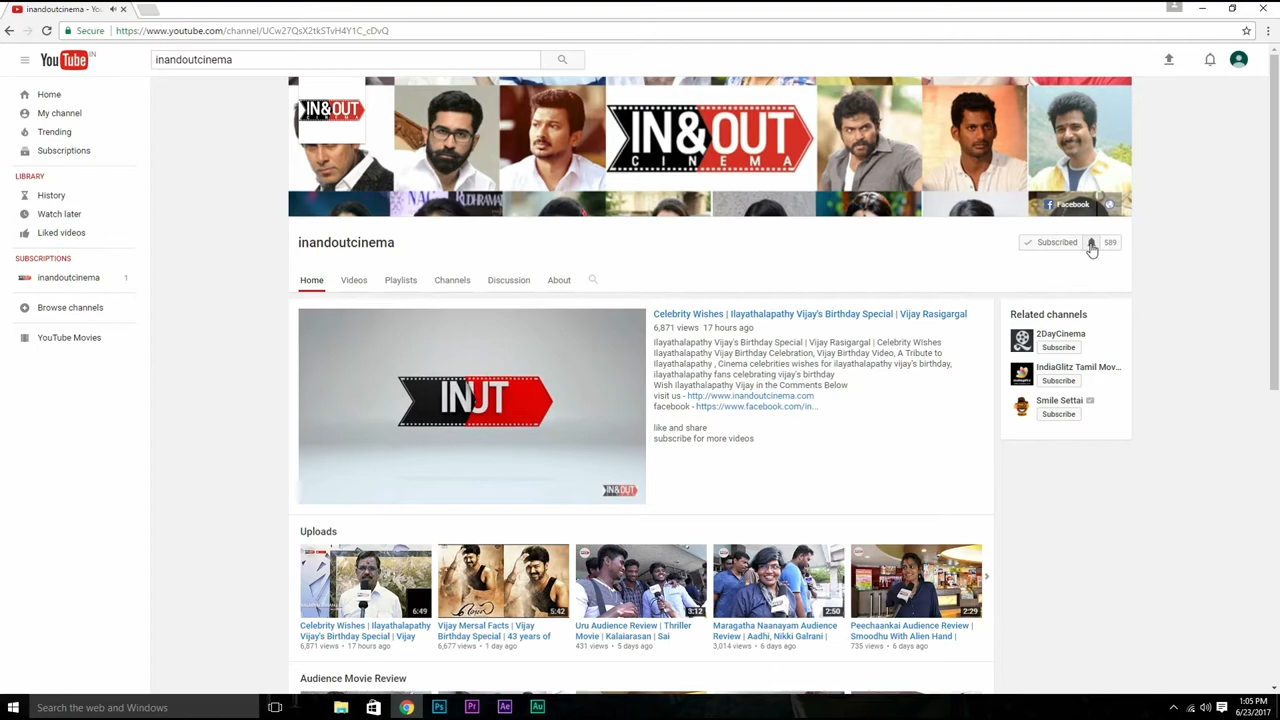 inandoutcinema - You
Secure
https://www.youtube.com/channel/UCw27QsX2tkSTvH4Y1C_cDvQ
YouTube IN
inandoutcinema
Home
My channel
Trending
Subscriptions
LIBRARY
History
Watch later
Liked videos
SUBSCRIPTIONS
inandoutcinema 1
Browse channels
YouTube Movies
IN&OUT
CINEMA
IN&OUT
CINEMA
Facebook
inandoutcinema
Subscribed 589
Home Videos Playlists Channels Discussion About
Celebrity Wishes | Ilayathalapathy Vijay's Birthday Special | Vijay Rasigargal
6,871 views • 17 hours ago
Ilayathalapathy Vijay's Birthday Special | Vijay Rasigargal | Celebrity WIshes
Ilayathalapathy Vijay Birthday Celebration, Vijay Birthday Video, A Tribute to
Ilayathalapathy , Cinema celebrities wishes for ilayathalapathy vijay's birthday,
ilayathalapathy fans celebrating vijay's birthday
Wish Ilayathalapathy Vijay in the Comments Below
visit us - http://www.inandoutcinema.com
facebook - https://www.facebook.com/in...
like and share
subscribe for more videos
IN&OUT
Related channels
2DayCinema
Subscribe
IndiaGlitz Tamil Mov...
Subscribe
Smile Settai
Subscribe
Uploads
6:49
5:42
3:12
2:50
2:29
Celebrity Wishes | Ilayathalapathy
Vijay's Birthday Special | Vijay
6,871 views • 17 hours ago
Vijay Mersal Facts | Vijay
Birthday Special | 43 years of
6,677 views • 1 day ago
Uru Audience Review | Thriller
Movie | Kalaiarasan | Sai
431 views • 5 days ago
Maragatha Naanayam Audience
Review | Aadhi, Nikki Galrani |
3,014 views • 6 days ago
Peechaankai Audience Review |
Smoodhu With Alien Hand |
735 views • 6 days ago
Audience Movie Review
Search the web and Windows
Ps
Pr
Ae
Au
1:05 PM
6/23/2017